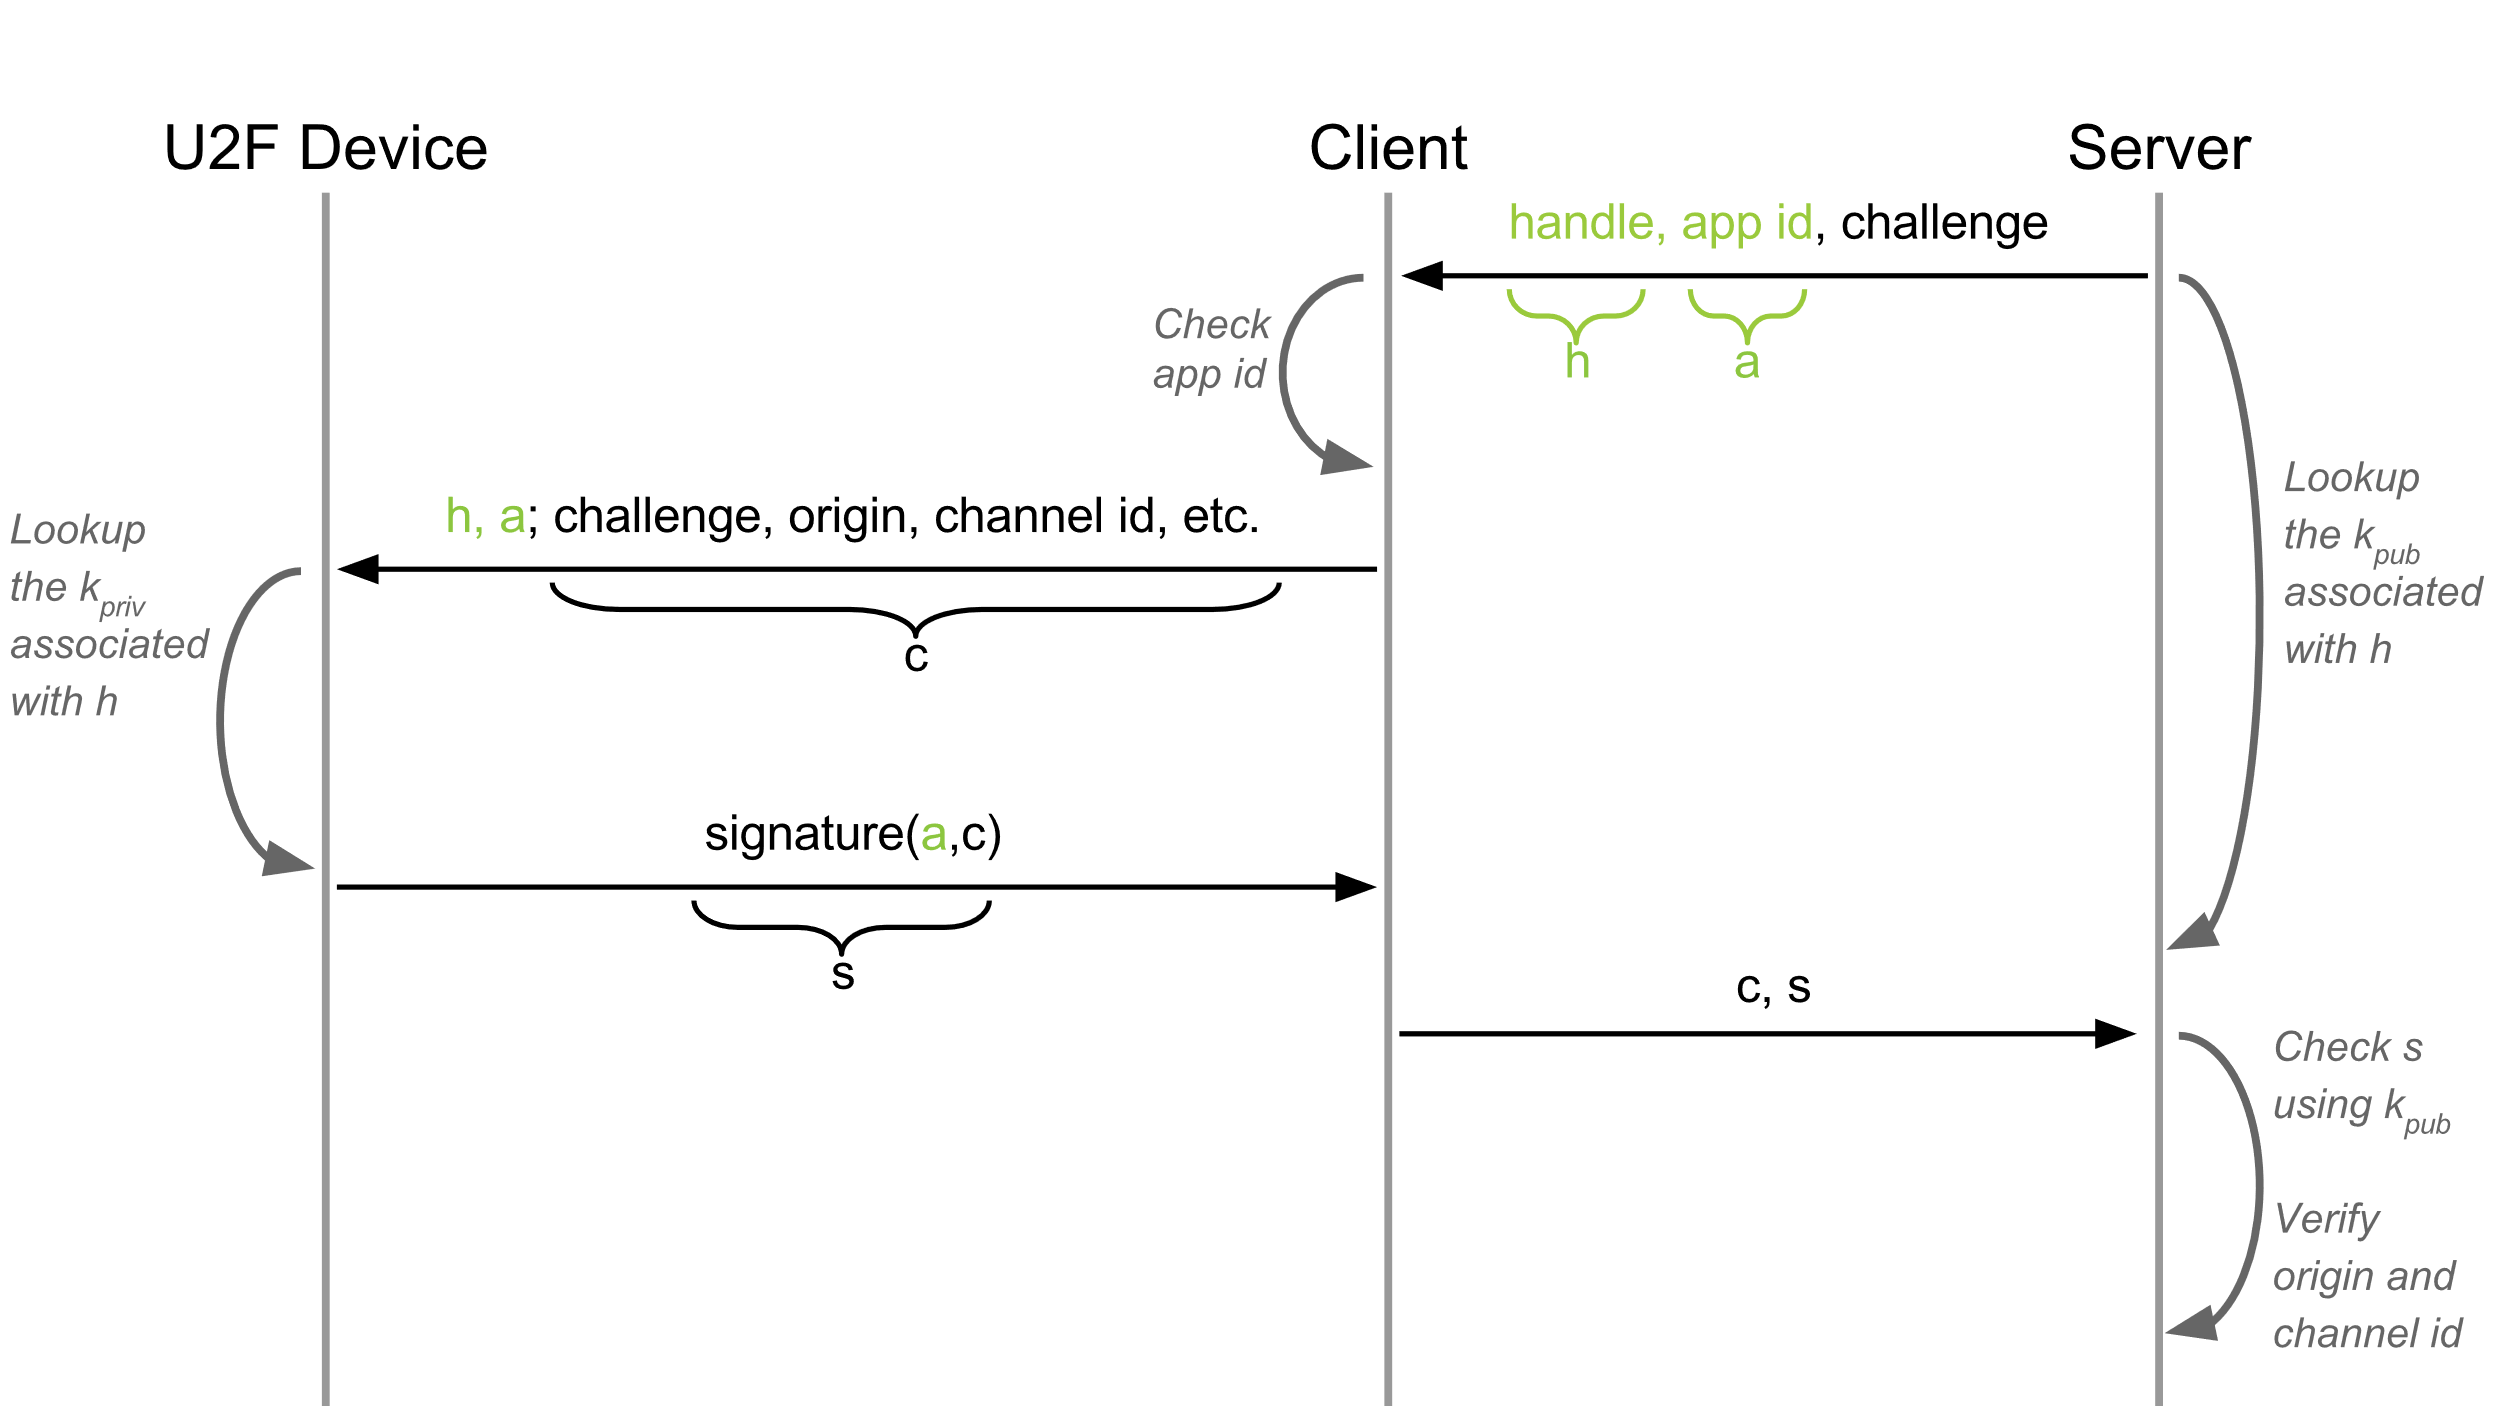 U2F Device
Client
Server
handle, app id, challenge
h
a
Check
app id
h, a; challenge, origin, channel id, etc.
c
Lookup
the kpriv
associated
with h
Lookup
the kpub
associated
with h
signature(a,c)
s
c, s
Check s
using kpub
Verify
origin and
channel id